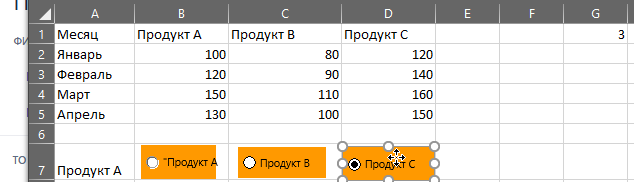 A B C D E F G
1 Месяц Продукт A Продукт B Продукт C 3
2 Январь 100 80 120
3 Февраль 120 90 140
4 Март 150 110 160
5 Апрель 130 100 150
6
7 Продукт A "Продукт A Продукт B Продукт C